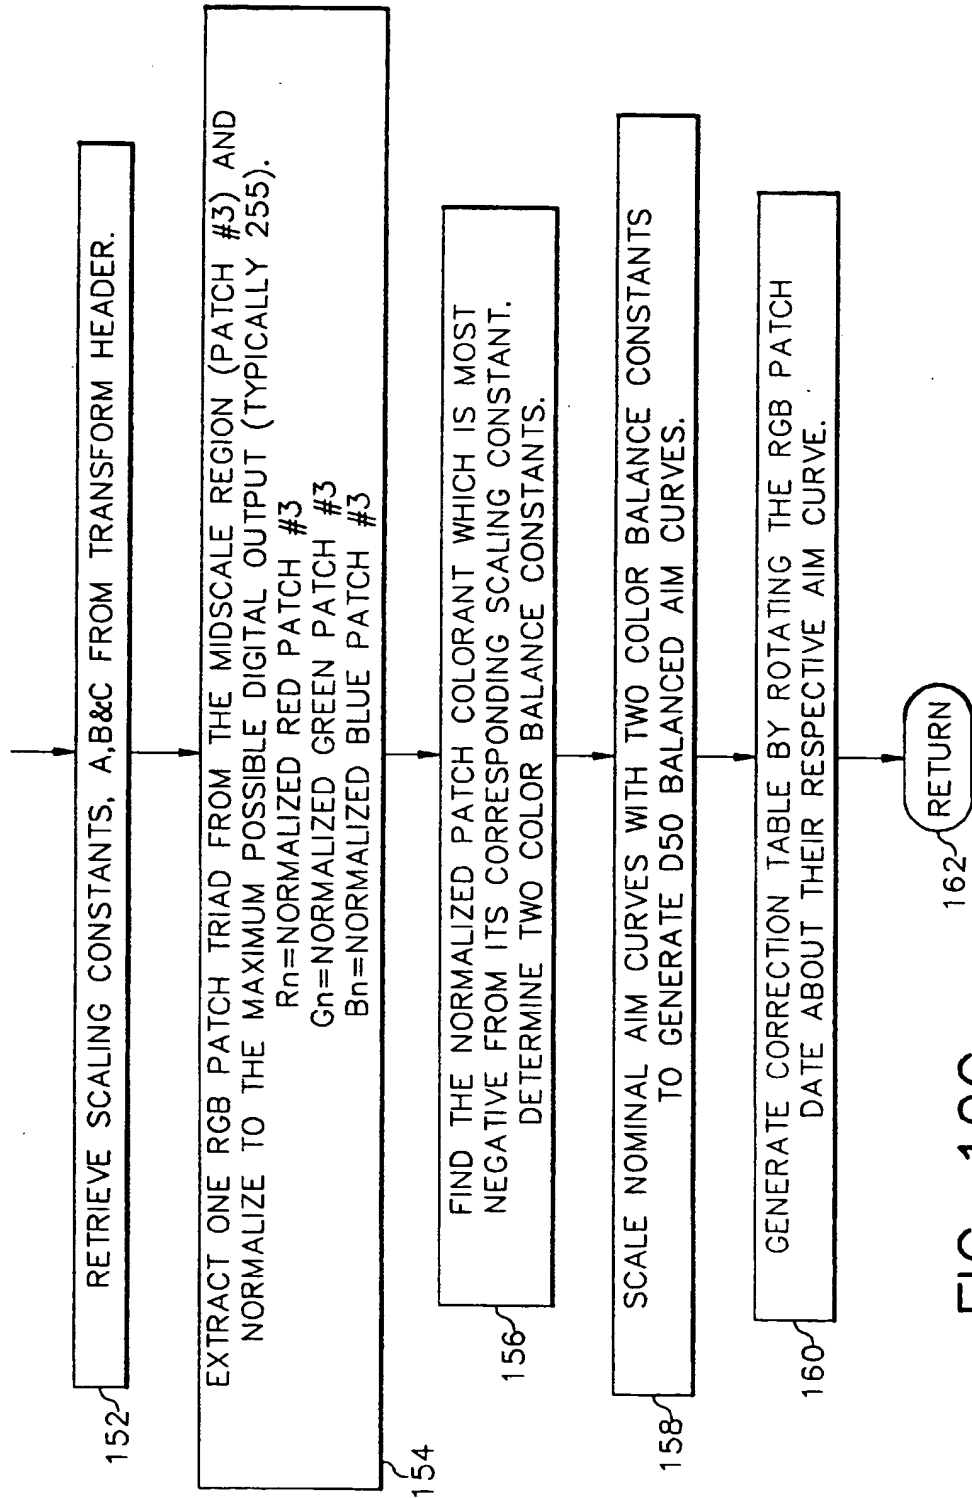 RETRIEVE SCALING CONSTANTS, A,B&C FROM TRANSFORM HEADER.
152
EXTRACT ONE RGB PATCH TRIAD FROM THE MIDSCALE REGION (PATCH #3) AND
NORMALIZE TO THE MAXIMUM POSSIBLE DIGITAL OUTPUT (TYPICALLY 255).
Rn=NORMALIZED RED PATCH #3
Gn=NORMALIZED GREEN PATCH #3
Bn=NORMALIZED BLUE PATCH #3
154
FIND THE NORMALIZED PATCH COLORANT WHICH IS MOST
NEGATIVE FROM ITS CORRESPONDING SCALING CONSTANT.
DETERMINE TWO COLOR BALANCE CONSTANTS.
156
SCALE NOMINAL AIM CURVES WITH TWO COLOR BALANCE CONSTANTS
TO GENERATE D50 BALANCED AIM CURVES.
158
GENERATE CORRECTION TABLE BY ROTATING THE RGB PATCH
DATE ABOUT THEIR RESPECTIVE AIM CURVE.
160
RETURN
162